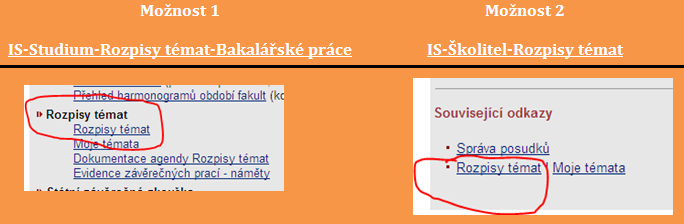 Možnost 1
IS-Studium-Rozpisy témat-Bakalářské práce
Přehled harmonogramů období fakult (ko
Rozpisy témat
Rozpisy témat
Moje témata
Dokumentace agendy Rozpisy témat
Evidence závěrečných prací - náměty
Státní závěrečné zkoušky
Možnost 2
IS-Školitel-Rozpisy témat
Související odkazy
Správa posudků
Rozpisy témat | Moje témata